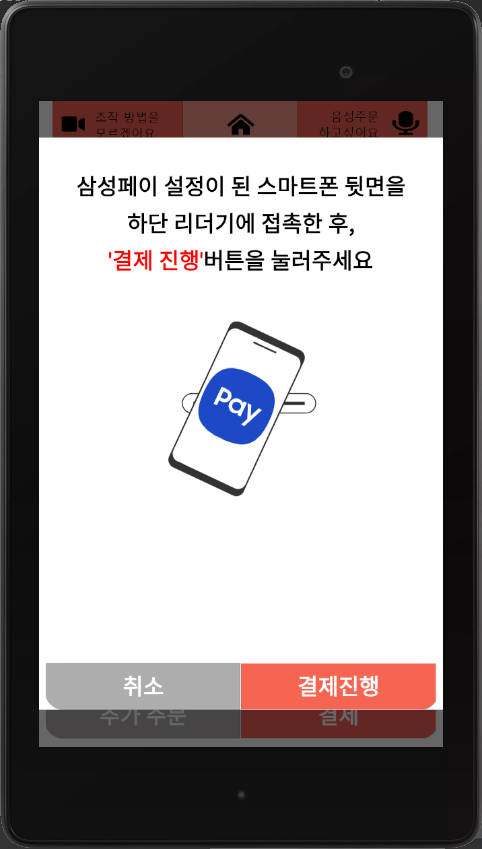 조작 방법을
모르겠어요
음성주문
하고싶어요
삼성페이 설정이 된 스마트폰 뒷면을
하단 리더기에 접촉한 후,
'결제 진행'버튼을 눌러주세요
pay
취소
결제진행
추가 주문
결제